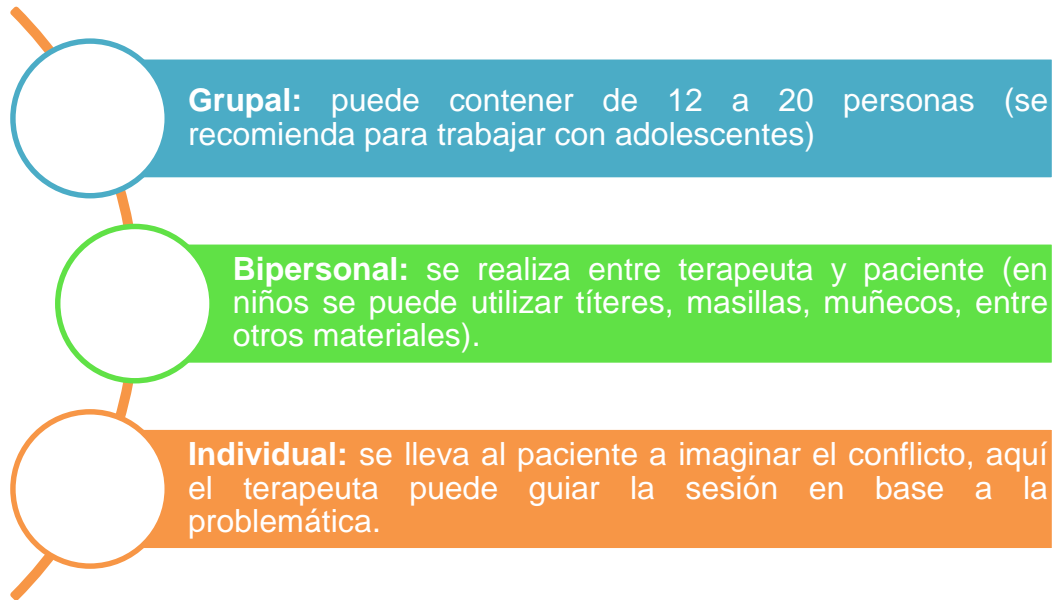 Grupal: puede contener de 12 a 20 personas (se
recomienda para trabajar con adolescentes)
Bipersonal: se realiza entre terapeuta y paciente (en
niños se puede utilizar títeres, masillas, muñecos, entre
otros materiales).
Individual: se lleva al paciente a imaginar el conflicto, aquí
el terapeuta puede guiar la sesión en base a la
problemática.